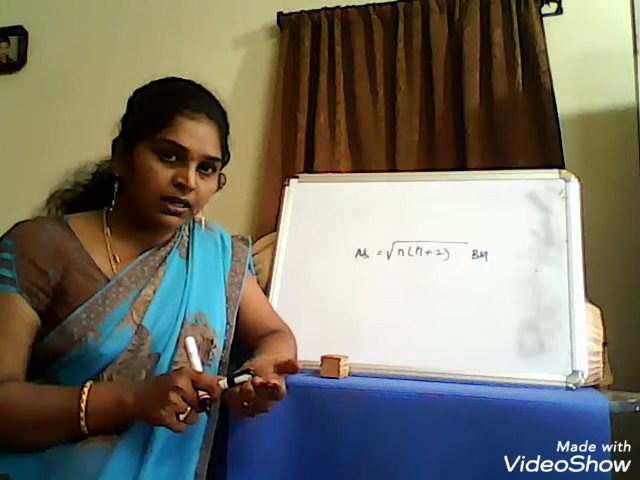 μs = √n(n+2) BM
Made with
VideoShow